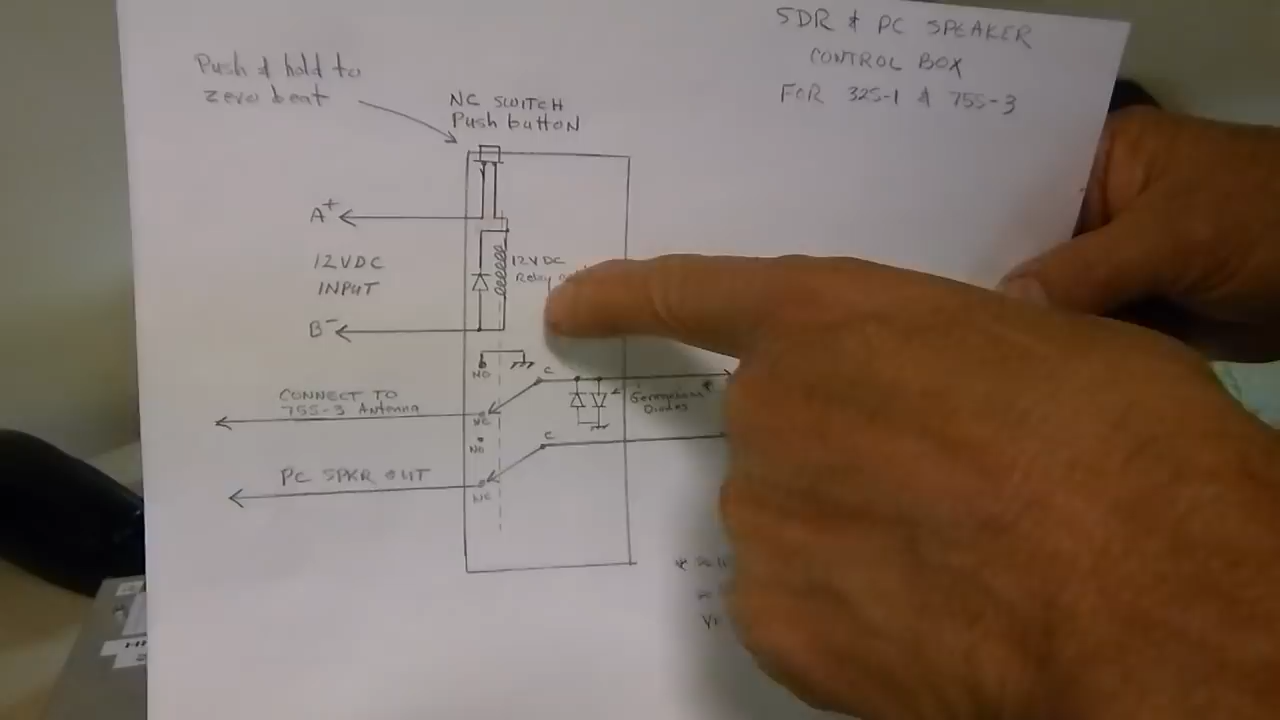 SDR & PC SPEAKER
CONTROL BOX
FOR 32S-1 & 75S-3
Push & hold to
zero beat
NC SWITCH
Push button
A+
12VDC
INPUT
B-
12VDC
Relay
NO
C
CONNECT TO
75S-3 Antenna
NC
Germanium *
Diodes
NO
C
PC SPKR OUT
NC
*